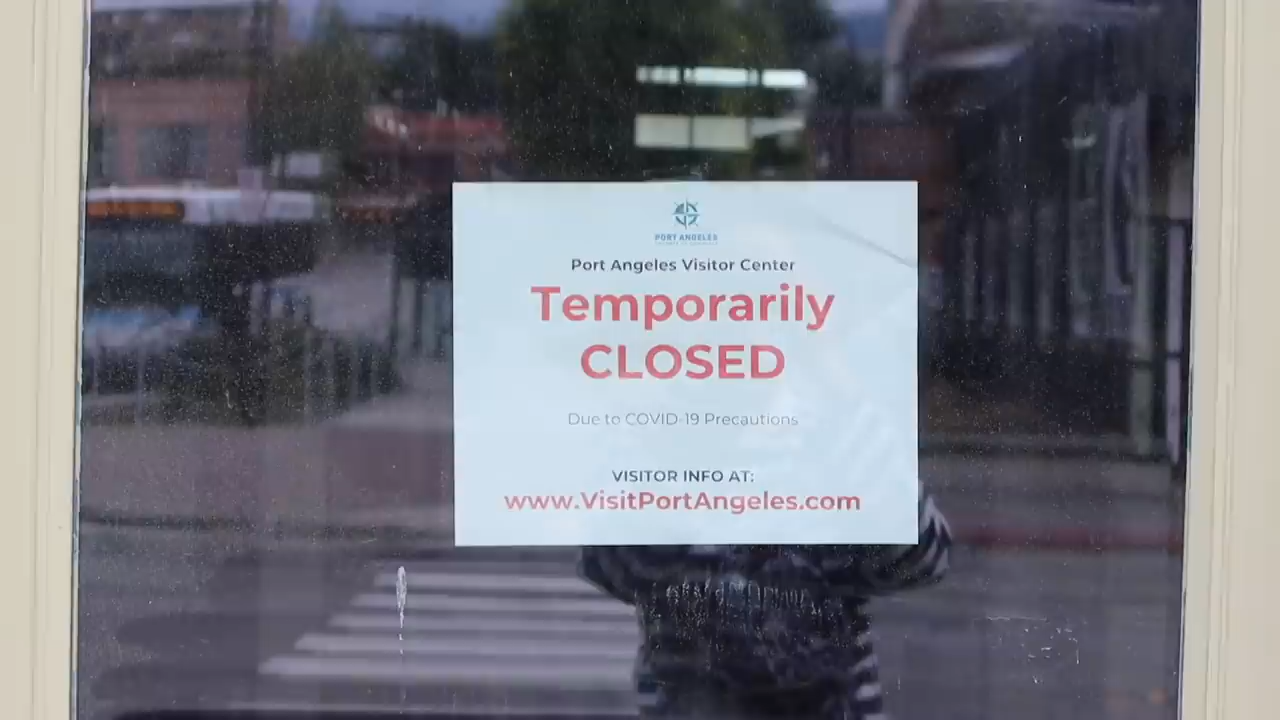 PORT ANGELES
Port Angeles Visitor Center
Temporarily
CLOSED
Due to COVID-19 Precautions
VISITOR INFO AT:
www.VisitPortAngeles.com